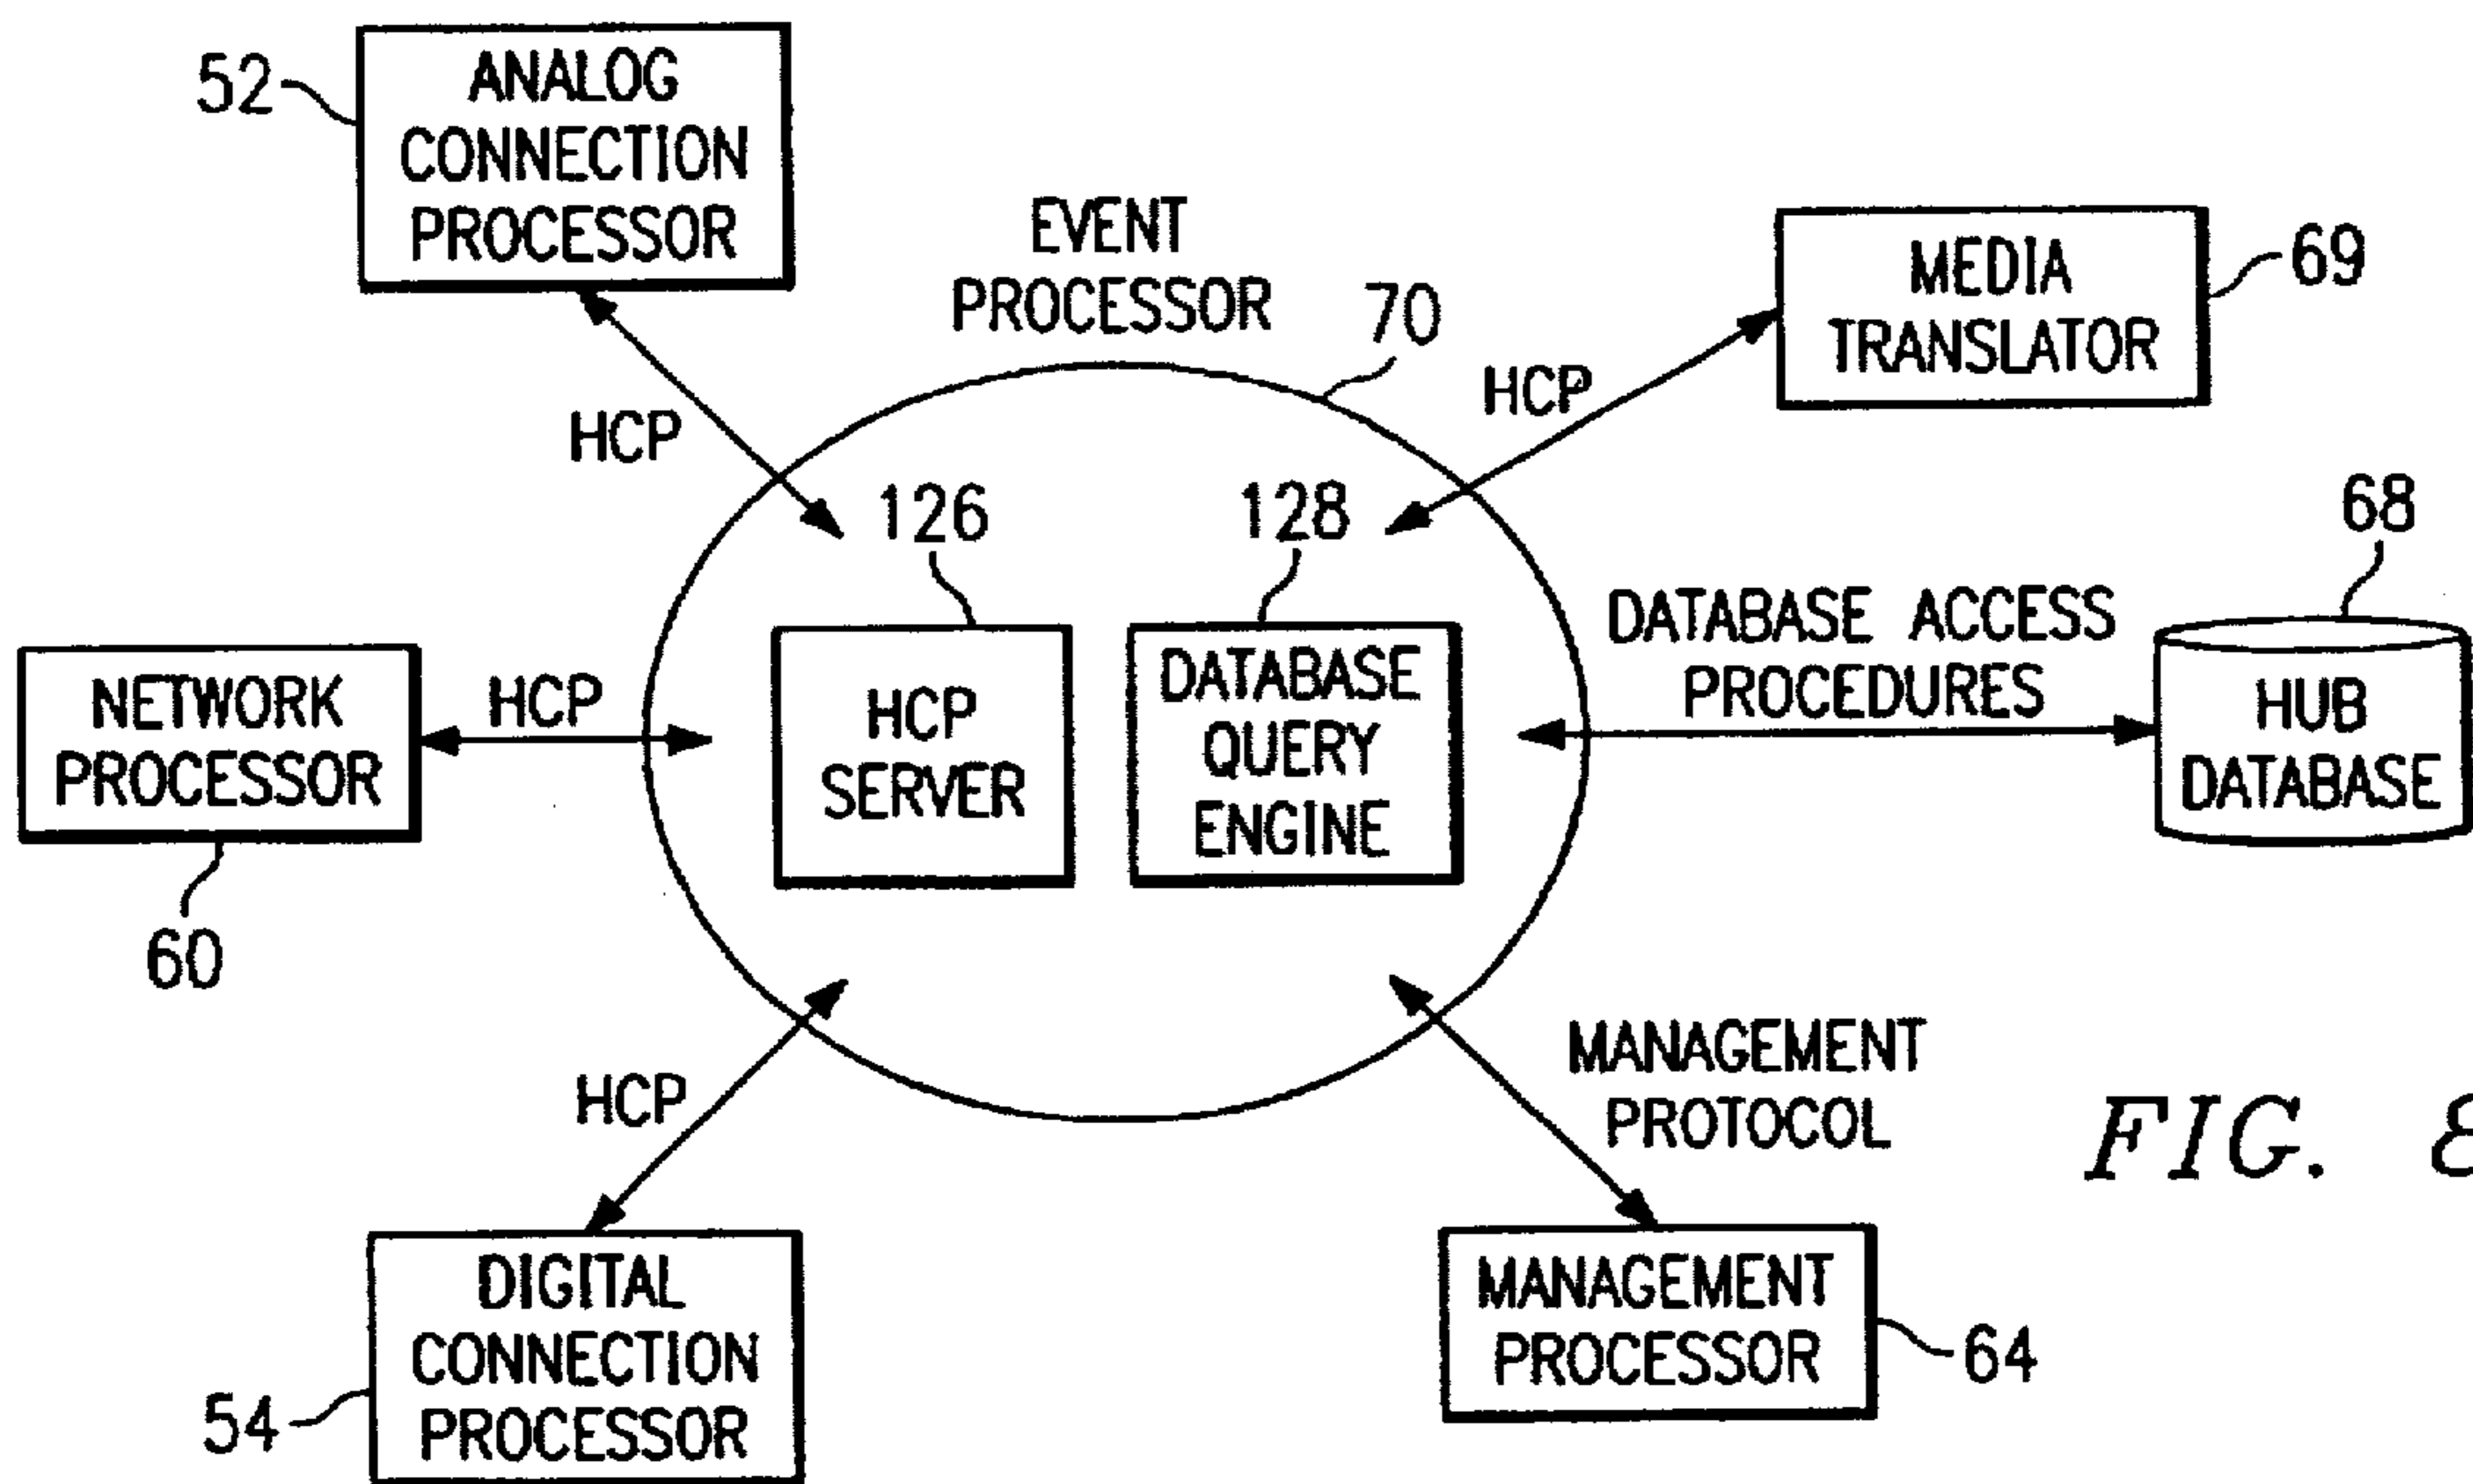 52
ANALOG
CONNECTION
PROCESSOR
EVENT
PROCESSOR
70
MEDIA
TRANSLATOR
69
HCP
HCP
126
128
68
NETWORK
PROCESSOR
HCP
60
HCP
SERVER
DATABASE
QUERY
ENGINE
DATABASE ACCESS
PROCEDURES
HUB
DATABASE
HCP
MANAGEMENT
PROTOCOL
FIG. 8
DIGITAL
CONNECTION
PROCESSOR
54
MANAGEMENT
PROCESSOR
64